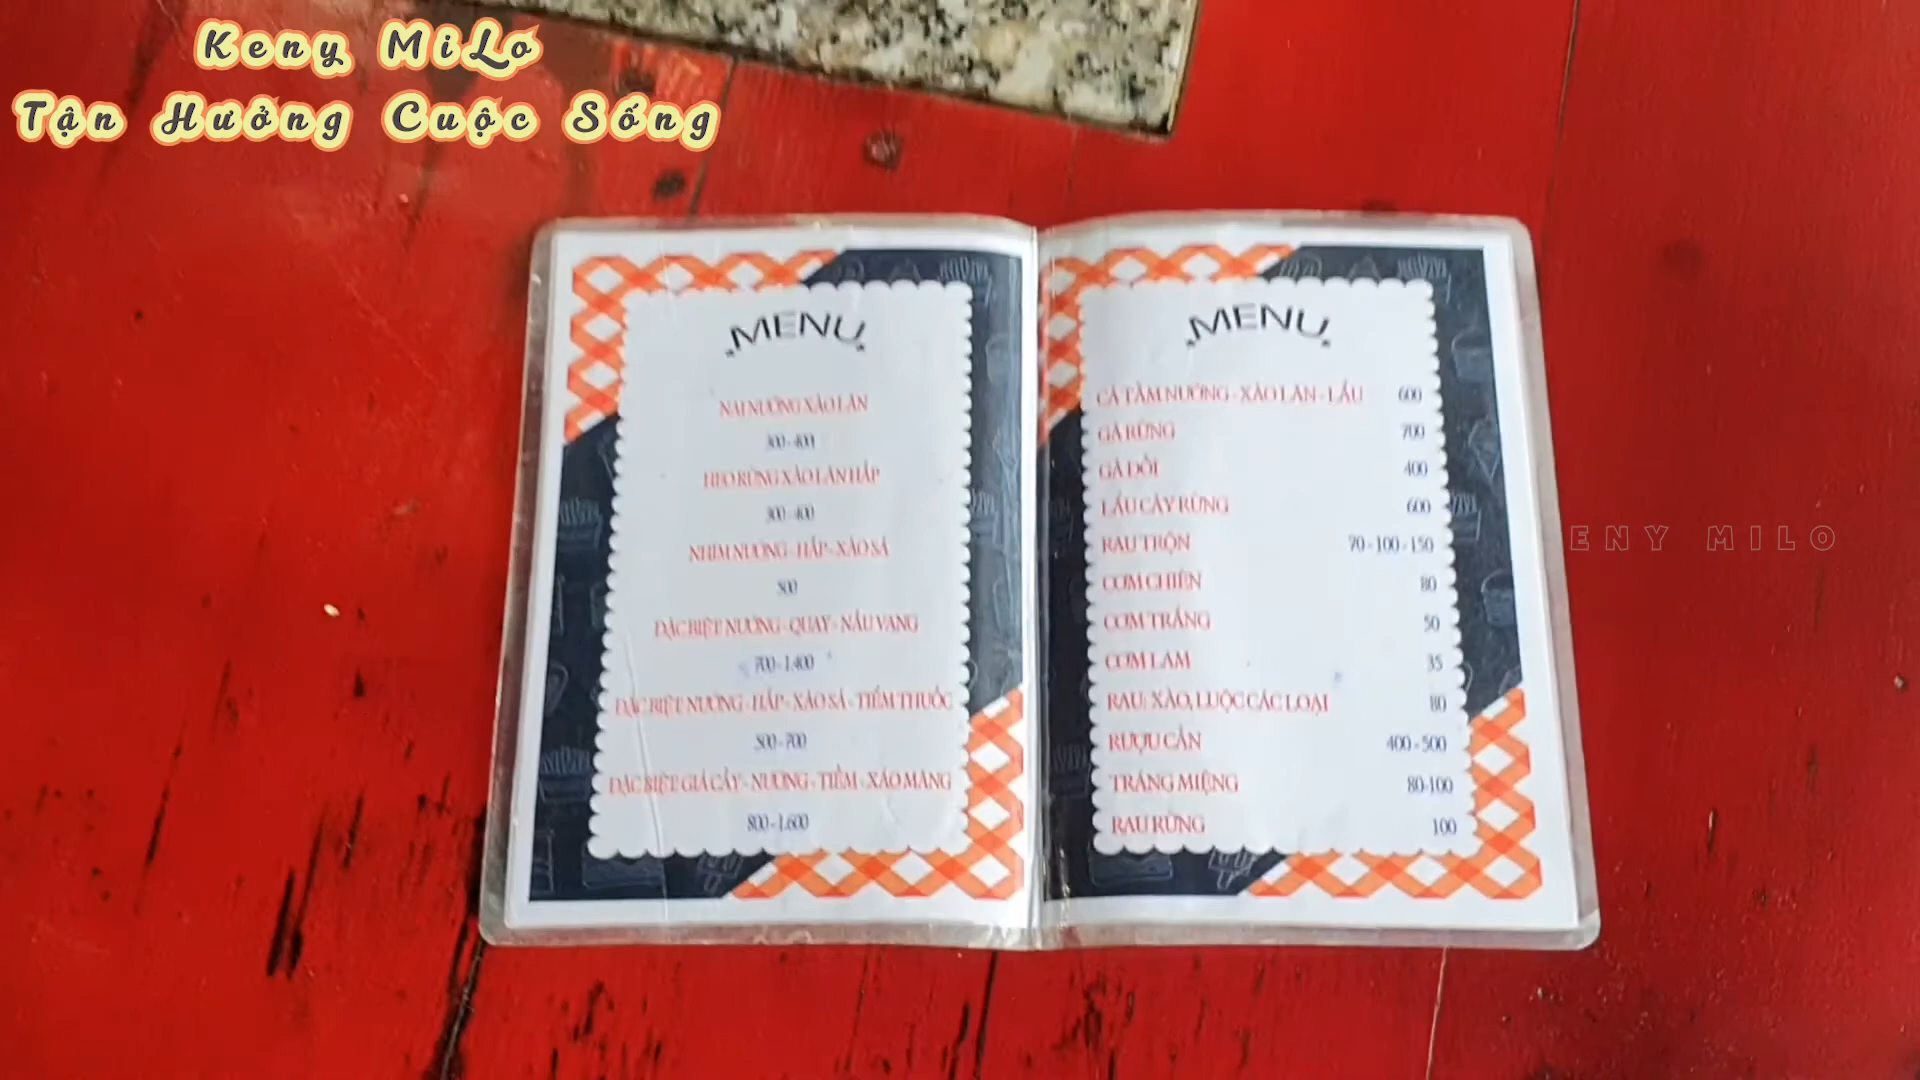 Keny MiLo
Tận Hưởng Cuộc Sống
MENU
NAI NƯỚNG XÀO LĂN
300 - 400
HEO RỪNG XÀO LĂN HẤP
300 - 400
NHÍM NƯỚNG - HẤP - XÀO SẢ
500
ĐẶC BIỆT NƯỚNG - QUAY - NẤU VANG
700 - 1.400
ĐẶC BIỆT NƯỚNG - HẤP - XÀO SẢ - TIỀM THUỐC
500 - 700
ĐẶC BIỆT GIẢ CẦY - NƯỚNG - TIỀM - XÁO MĂNG
800 - 1.600
MENU
CÁ TẦM NƯỚNG - XÀO LĂN - LẨU 600
GÀ RỪNG 700
GÀ ĐỒI 400
LẨU CÂY RỪNG 600
RAU TRỘN 70 - 100 - 150
CƠM CHIÊN 80
CƠM TRẮNG 50
CƠM LAM 35
RAU: XÀO, LUỘC CÁC LOẠI 80
RƯỢU CẦN 400 - 500
TRÁNG MIỆNG 80-100
RAU RỪNG 100
ENY MILO